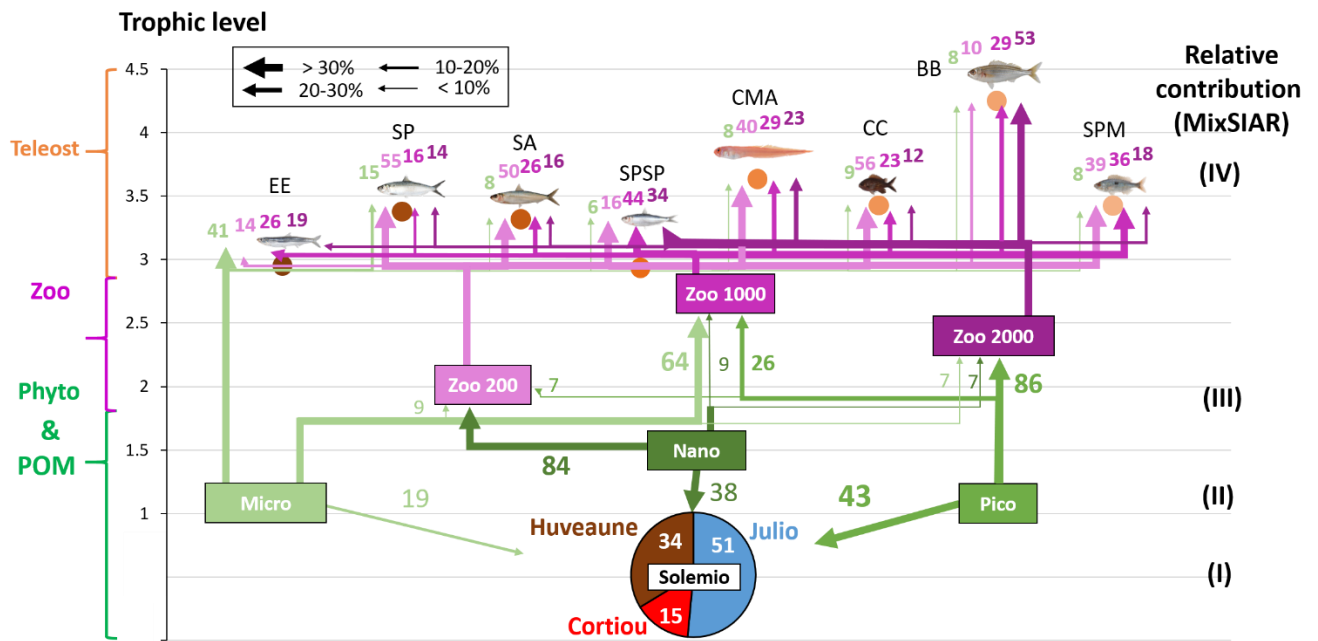 Trophic level
> 30%
10-20%
20-30%
< 10%
Relative
contribution
(MixSIAR)
4.5
4
3.5
3
2.5
2
1.5
1
Teleost
Zoo
Phyto
&
POM
(IV)
(III)
(II)
(I)
EE
41 14 26 19
SP
15 55 16 14
SA
8 50 26 16
SPSP
6 16 44 34
CMA
8 40 29 23
CC
9 56 23 12
BB
8 10 29 53
SPM
8 39 36 18
Zoo 1000
Zoo 2000
Zoo 200
64
9
26
7
7
7
86
9
84
Nano
Micro
Pico
19
38
43
Huveaune
Julio
34
51
Solemio
15
Cortiou